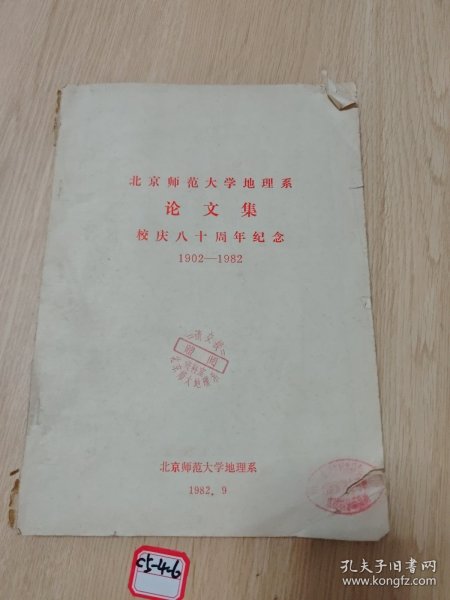 北京师范大学地理系
论文集
校庆八十周年纪念
1902—1982
北京师范大学地理系
1982．9
c5-4-6
孔夫子旧书网
www.kongfz.com